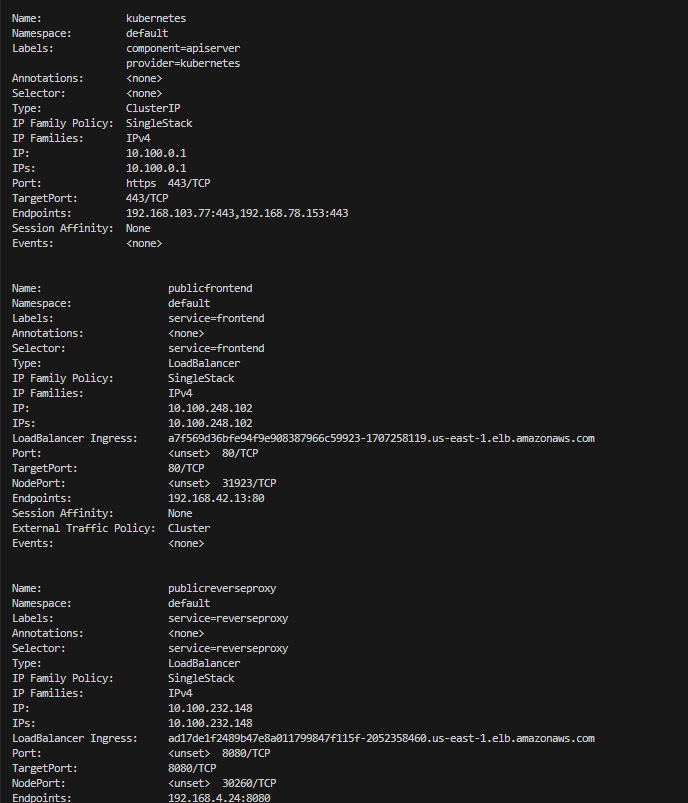 Name: kubernetes
Namespace: default
Labels: component=apiserver
provider=kubernetes
Annotations: <none>
Selector: <none>
Type: ClusterIP
IP Family Policy: SingleStack
IP Families: IPv4
IP: 10.100.0.1
IPs: 10.100.0.1
Port: https 443/TCP
TargetPort: 443/TCP
Endpoints: 192.168.103.77:443,192.168.78.153:443
Session Affinity: None
Events: <none>
Name: publicfrontend
Namespace: default
Labels: service=frontend
Annotations: <none>
Selector: service=frontend
Type: LoadBalancer
IP Family Policy: SingleStack
IP Families: IPv4
IP: 10.100.248.102
IPs: 10.100.248.102
LoadBalancer Ingress: a7f569d36bfe94f9e908387966c59923-1707258119.us-east-1.elb.amazonaws.com
Port: <unset> 80/TCP
TargetPort: 80/TCP
NodePort: <unset> 31923/TCP
Endpoints: 192.168.42.13:80
Session Affinity: None
External Traffic Policy: Cluster
Events: <none>
Name: publicreverseproxy
Namespace: default
Labels: service=reverseproxy
Annotations: <none>
Selector: service=reverseproxy
Type: LoadBalancer
IP Family Policy: SingleStack
IP Families: IPv4
IP: 10.100.232.148
IPs: 10.100.232.148
LoadBalancer Ingress: ad17de1f2489b47e8a011799847f115f-2052358460.us-east-1.elb.amazonaws.com
Port: <unset> 8080/TCP
TargetPort: 8080/TCP
NodePort: <unset> 30260/TCP
Endpoints: 192.168.4.24:8080